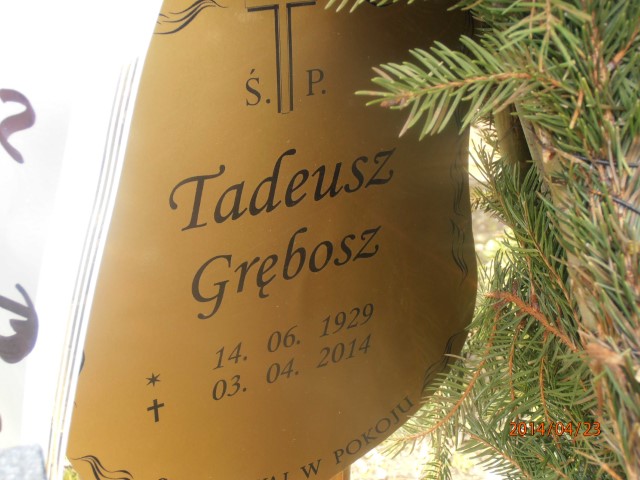 Ś. P.
Tadeusz
Grębosz
14. 06. 1929
03. 04. 2014
W POKOJU
2014/04/23